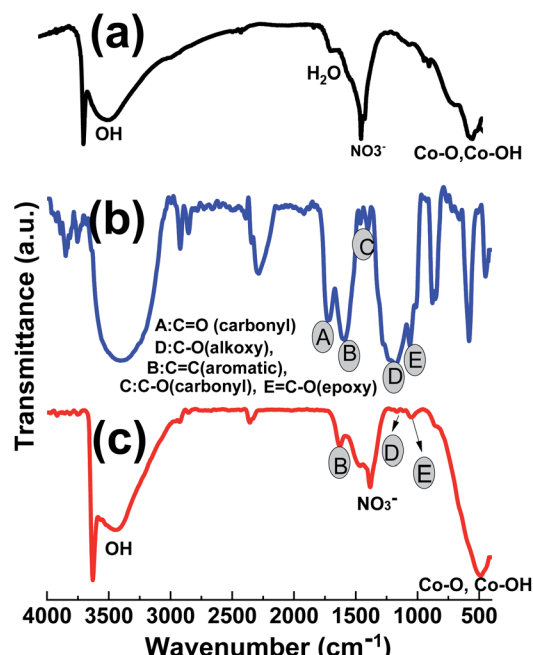 (a)
H₂O
OH
NO3⁻
Co-O,Co-OH
(b)
C
A:C=O (carbonyl)
D:C-O(alkoxy),
B:C=C(aromatic),
C:C-O(carbonyl), E=C-O(epoxy)
A
B
D
E
(c)
B
D
E
NO₃⁻
OH
Co-O, Co-OH
Transmittance (a.u.)
4000 3500 3000 2500 2000 1500 1000 500
Wavenumber (cm⁻¹)